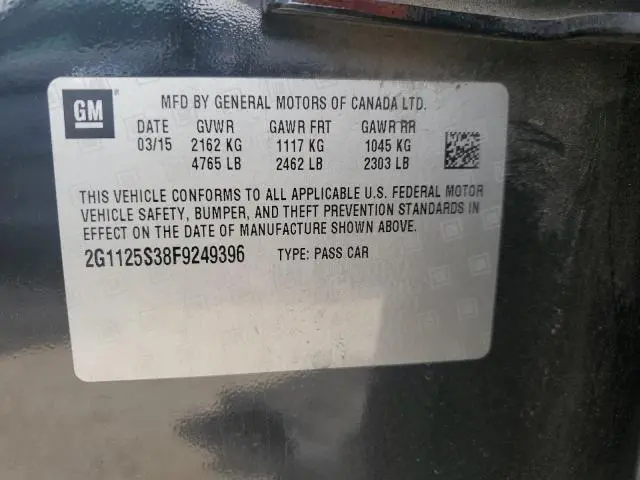 GM MFD BY GENERAL MOTORS OF CANADA LTD.
DATE GVWR GAWR FRT GAWR RR
03/15 2162 KG 1117 KG 1045 KG
4765 LB 2462 LB 2303 LB
THIS VEHICLE CONFORMS TO ALL APPLICABLE U.S. FEDERAL MOTOR
VEHICLE SAFETY, BUMPER, AND THEFT PREVENTION STANDARDS IN
EFFECT ON THE DATE OF MANUFACTURE SHOWN ABOVE.
2G1125S38F9249396 TYPE: PASS CAR